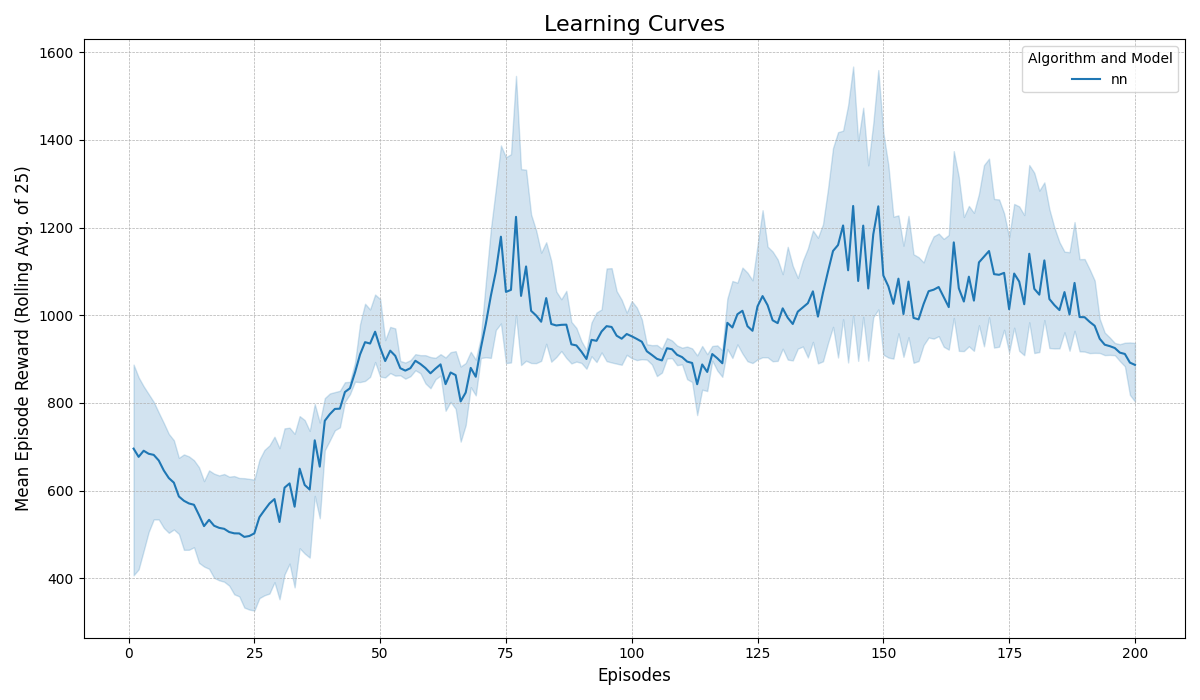 Learning Curves
Algorithm and Model
nn
Mean Episode Reward (Rolling Avg. of 25)
1600
1400
1200
1000
800
600
400
0 25 50 75 100 125 150 175 200
Episodes